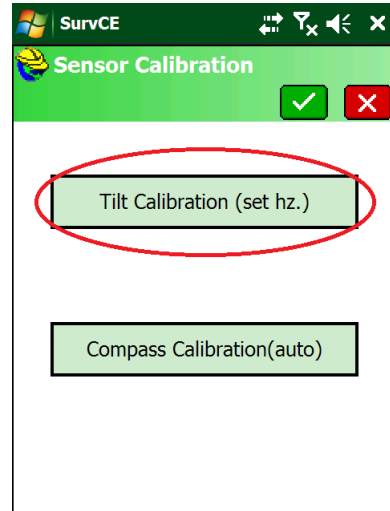 SurvCE
Sensor Calibration
Tilt Calibration (set hz.)
Compass Calibration(auto)